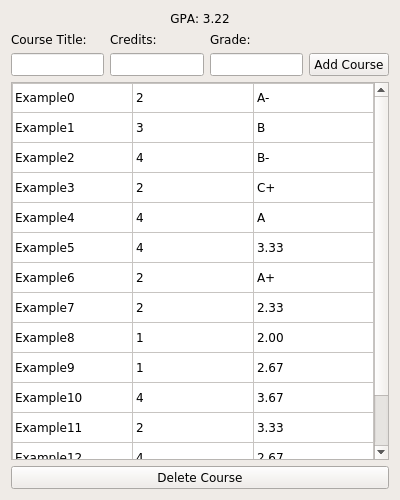 GPA: 3.22
Course Title: Credits: Grade:
Add Course
Example0 2 A-
Example1 3 B
Example2 4 B-
Example3 2 C+
Example4 4 A
Example5 4 3.33
Example6 2 A+
Example7 2 2.33
Example8 1 2.00
Example9 1 2.67
Example10 4 3.67
Example11 2 3.33
Example12 4 2.67
Delete Course